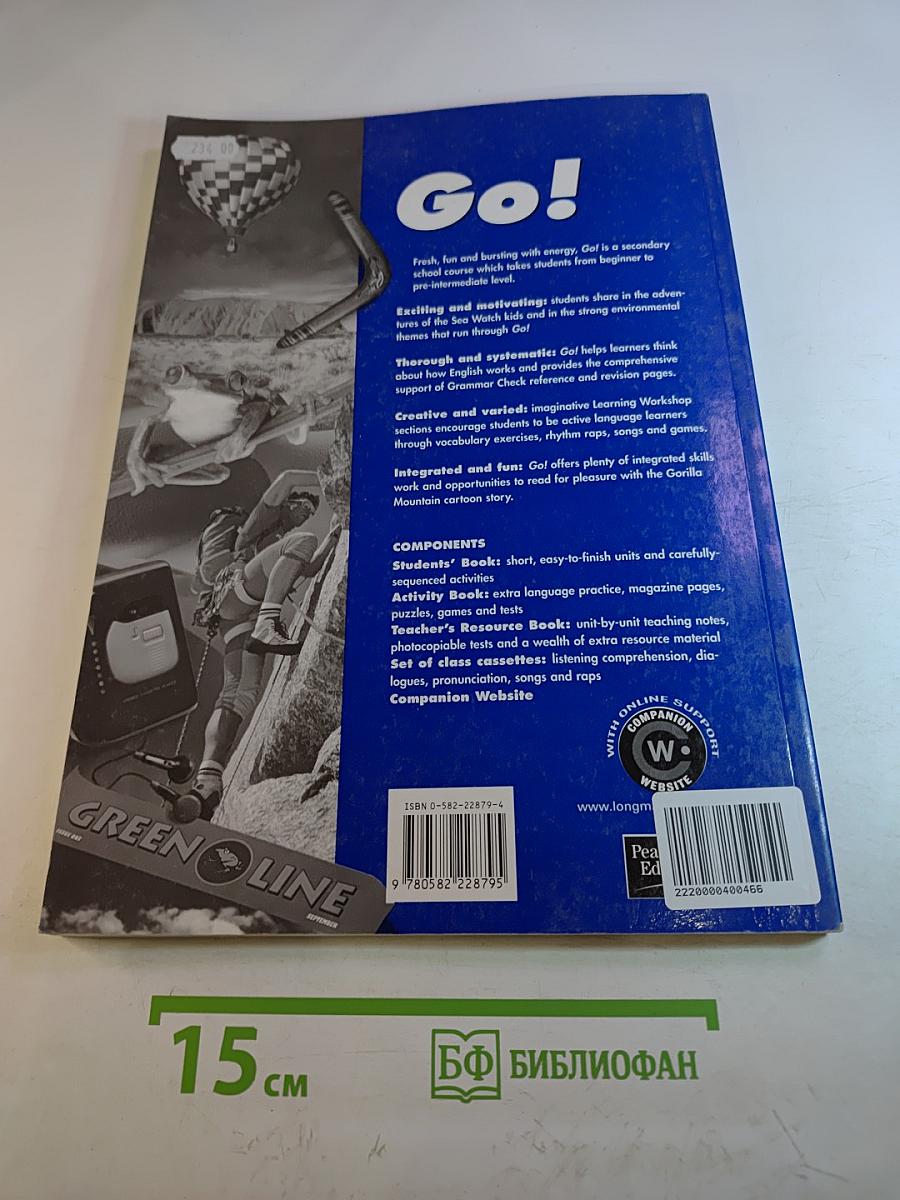 234 00
Go!
Fresh, fun and bursting with energy, Go! is a secondary
school course which takes students from beginner to
pre-intermediate level.
Exciting and motivating: students share in the adven-
tures of the Sea Watch kids and in the strong environmental
themes that run through Go!
Thorough and systematic: Go! helps learners think
about how English works and provides the comprehensive
support of Grammar Check reference and revision pages.
Creative and varied: imaginative Learning Workshop
sections encourage students to be active language learners
through vocabulary exercises, rhythm raps, songs and games.
Integrated and fun: Go! offers plenty of integrated skills
work and opportunities to read for pleasure with the Gorilla
Mountain cartoon story.
COMPONENTS
Students' Book: short, easy-to-finish units and carefully-
sequenced activities
Activity Book: extra language practice, magazine pages,
puzzles, games and tests
Teacher's Resource Book: unit-by-unit teaching notes,
photocopiable tests and a wealth of extra resource material
Set of class cassettes: listening comprehension, dia-
logues, pronunciation, songs and raps
Companion Website
WITH ONLINE SUPPORT
COMPANION
W
WEBSITE
www.longm
ISBN 0-582-22879-4
9 780582 228795
Pea
Ed
2220000400466
GREEN LINE
ISSUE ONE
SEPTEMBER
15 см
БФ БИБЛИОФАН